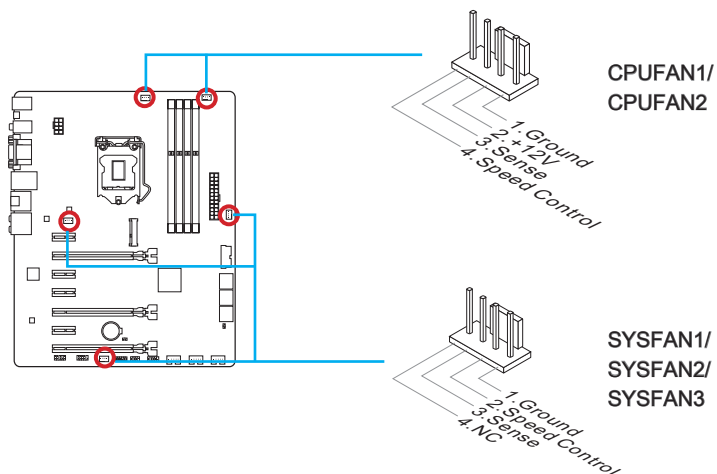 CPUFAN1/
CPUFAN2
1.Ground
2.+12V
3.Sense
4.Speed Control
SYSFAN1/
SYSFAN2/
SYSFAN3
1.Ground
2.Speed Control
3.Sense
4.NC